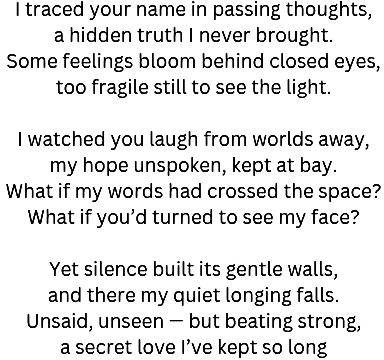 I traced your name in passing thoughts,
a hidden truth I never brought.
Some feelings bloom behind closed eyes,
too fragile still to see the light.
I watched you laugh from worlds away,
my hope unspoken, kept at bay.
What if my words had crossed the space?
What if you’d turned to see my face?
Yet silence built its gentle walls,
and there my quiet longing falls.
Unsaid, unseen — but beating strong,
a secret love I’ve kept so long